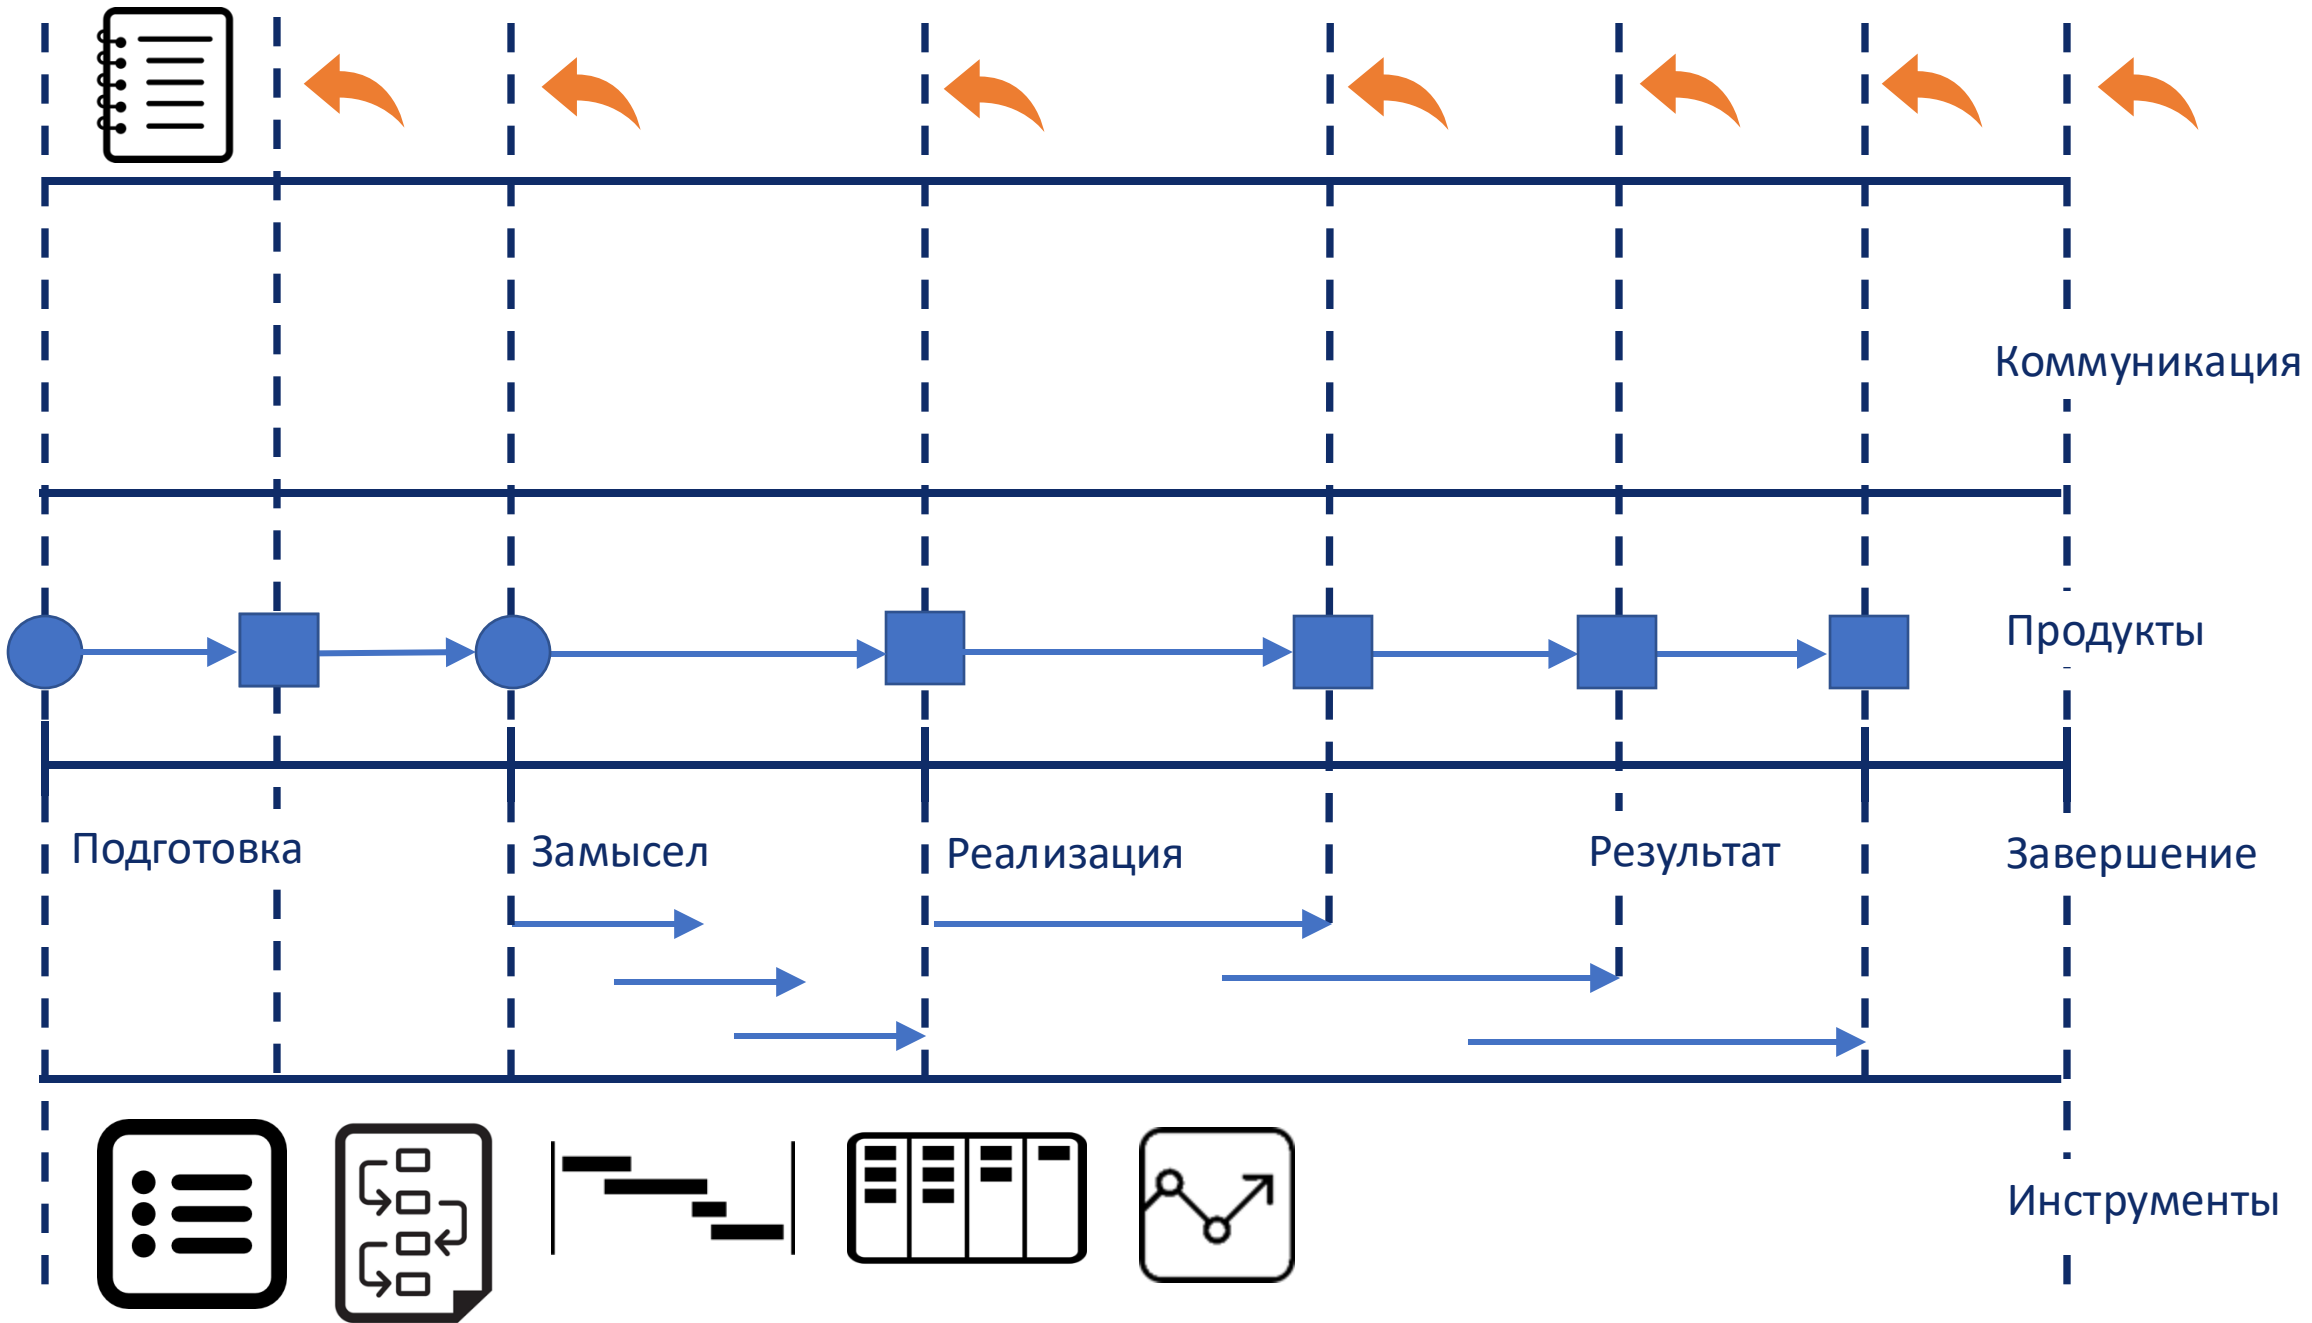 Коммуникация
Продукты
Подготовка
Замысел
Реализация
Результат
Завершение
Инструменты